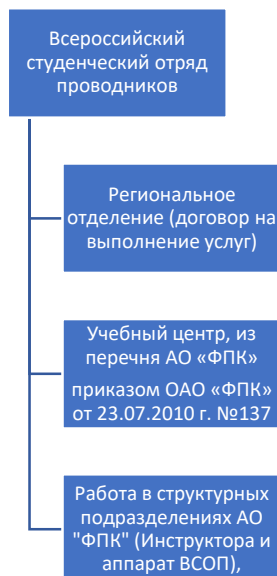 Всероссийский
студенческий отряд
проводников
Региональное
отделение (договор на
выполнение услуг)
Учебный центр, из
перечня АО «ФПК»
приказом ОАО «ФПК»
от 23.07.2010 г. №137
Работа в структурных
подразделениях АО
"ФПК" (Инструктора и
аппарат ВСОП),